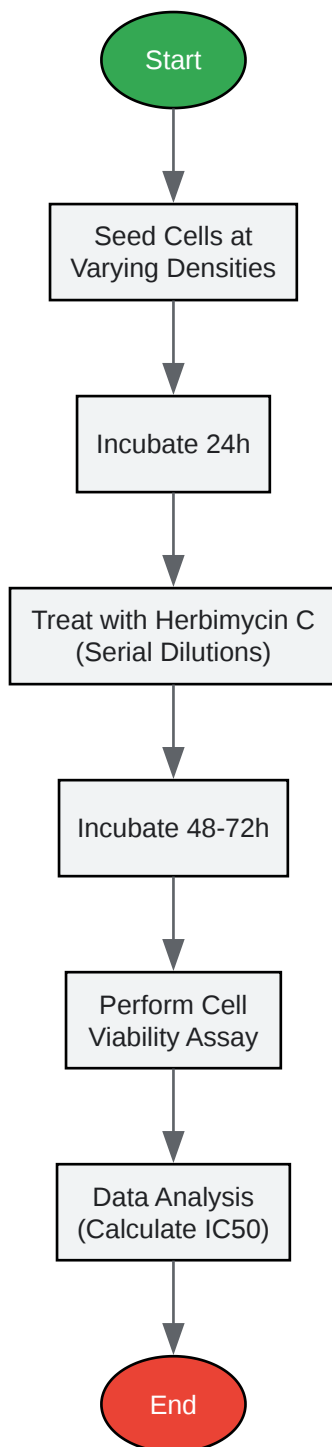 Start
Seed Cells at
Varying Densities
Incubate 24h
Treat with Herbimycin C
(Serial Dilutions)
Incubate 48-72h
Perform Cell
Viability Assay
Data Analysis
(Calculate IC50)
End